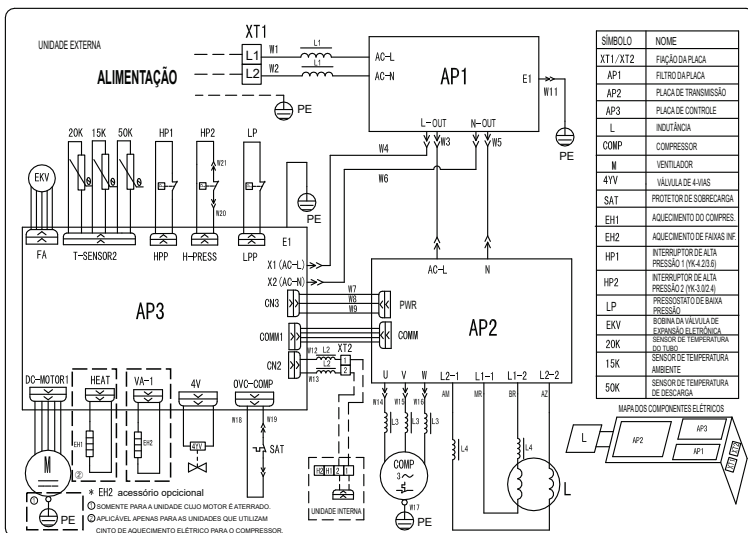 UNIDADE EXTERNA
ALIMENTAÇÃO
XT1
L1
L2
W1
W2
L1
L1
PE
AC-L
AC-N
AP1
E1
W11
PE
L-OUT
N-OUT
W3
W5
W4
W6
20K
15K
50K
HP1
HP2
LP
W21
W20
EKV
FA
T-SENSOR2
HPP
H-PRESS
LPP
PE
E1
X1(AC-L)
X2(AC-N)
AP3
CN3
W7
W8
W9
PWR
COMM1
COMM
CN2
W12
L2
L2
W13
XT2
1
2
AC-L
N
AP2
U
V
W
L2-1
L1-1
L1-2
L2-2
W14
W15
W16
AM
MR
BR
AZ
L3
L3
L3
L4
L4
COMP
3~
W17
PE
L
DC-MOTOR1
HEAT
VA-1
4V
OVC-COMP
EH1
EH2
4YV
W18
W19
SAT
M
②
①
PE
H2
H1
2
1
UNIDADE INTERNA
* EH2 acessório opcicional
① SOMENTE PARA UNIDADE CUJO MOTOR É ATERRADO.
② APLICÁVEL APENAS PARA AS UNIDADES QUE UTILIZAM
CINTO DE AQUECIMENTO ELÉTRICO PARA O COMPRESSOR.
SÍMBOLO NOME
XT1/XT2 FIAÇÃO DA PLACA
AP1 FILTRO DA PLACA
AP2 PLACA DE TRANSMISSÃO
AP3 PLACA DE CONTROLE
L INDUTÂNCIA
COMP COMPRESSOR
M VENTILADOR
4YV VÁLVULA DE 4-VIAS
SAT PROTETOR DE SOBRECARGA
EH1 AQUECIMENTO DO COMPRES.
EH2 AQUECIMENTO DE FAIXAS INF.
HP1 INTERRUPTOR DE ALTA
PRESSÃO 1 (YK-4.2/3.6)
HP2 INTERRUPTOR DE ALTA
PRESSÃO 2 (YK-3.0/2.4)
LP PRESSOSTATO DE BAIXA
PRESSÃO
EKV BOBINA DA VÁLVULA DE
EXPANSÃO ELETRÔNICA
20K SENSOR DE TEMPERATURA
DO TUBO
15K SENSOR DE TEMPERATURA
AMBIENTE
50K SENSOR DE TEMPERATURA
DE DESCARGA
MAPA DOS COMPONENTES ELÉTRICOS
L
AP2
AP3
AP1
XT1
XT2